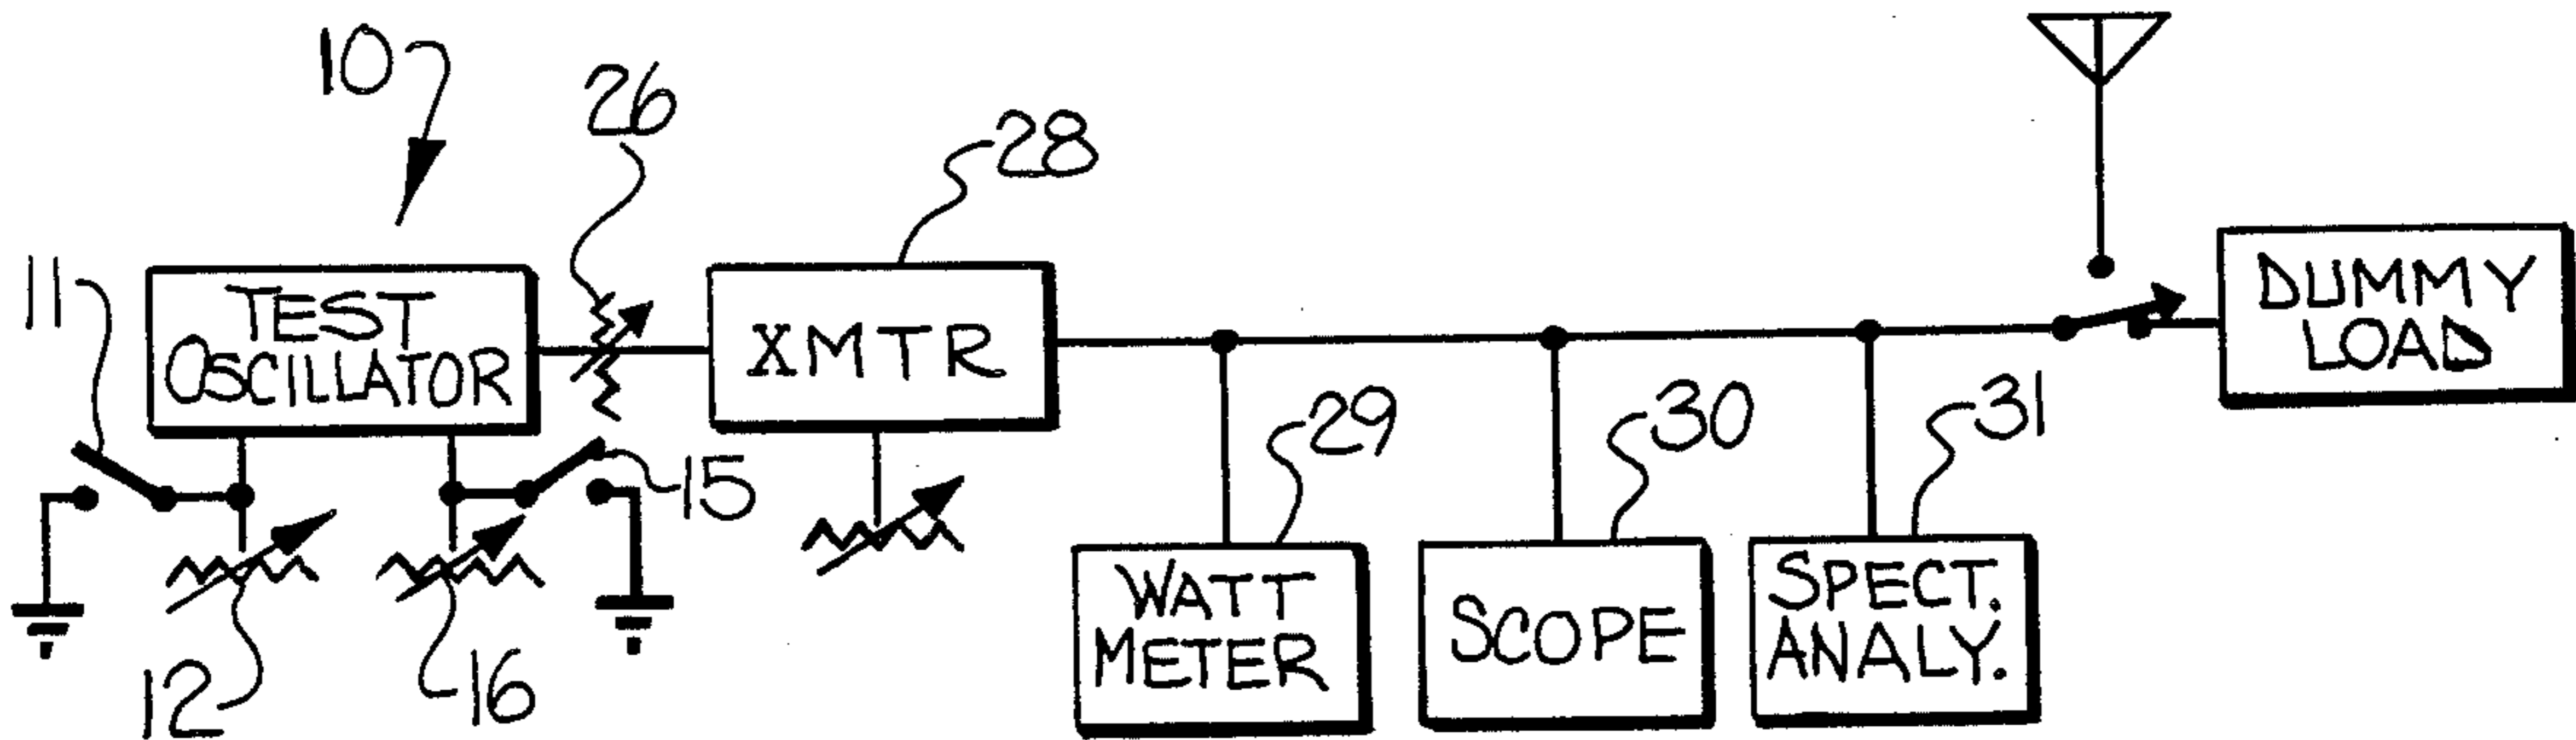 10
26
28
11
TEST
OSCILLATOR
XMTR
DUMMY
LOAD
15
29
30
31
12
16
WATT
METER
SCOPE
SPECT.
ANALY.